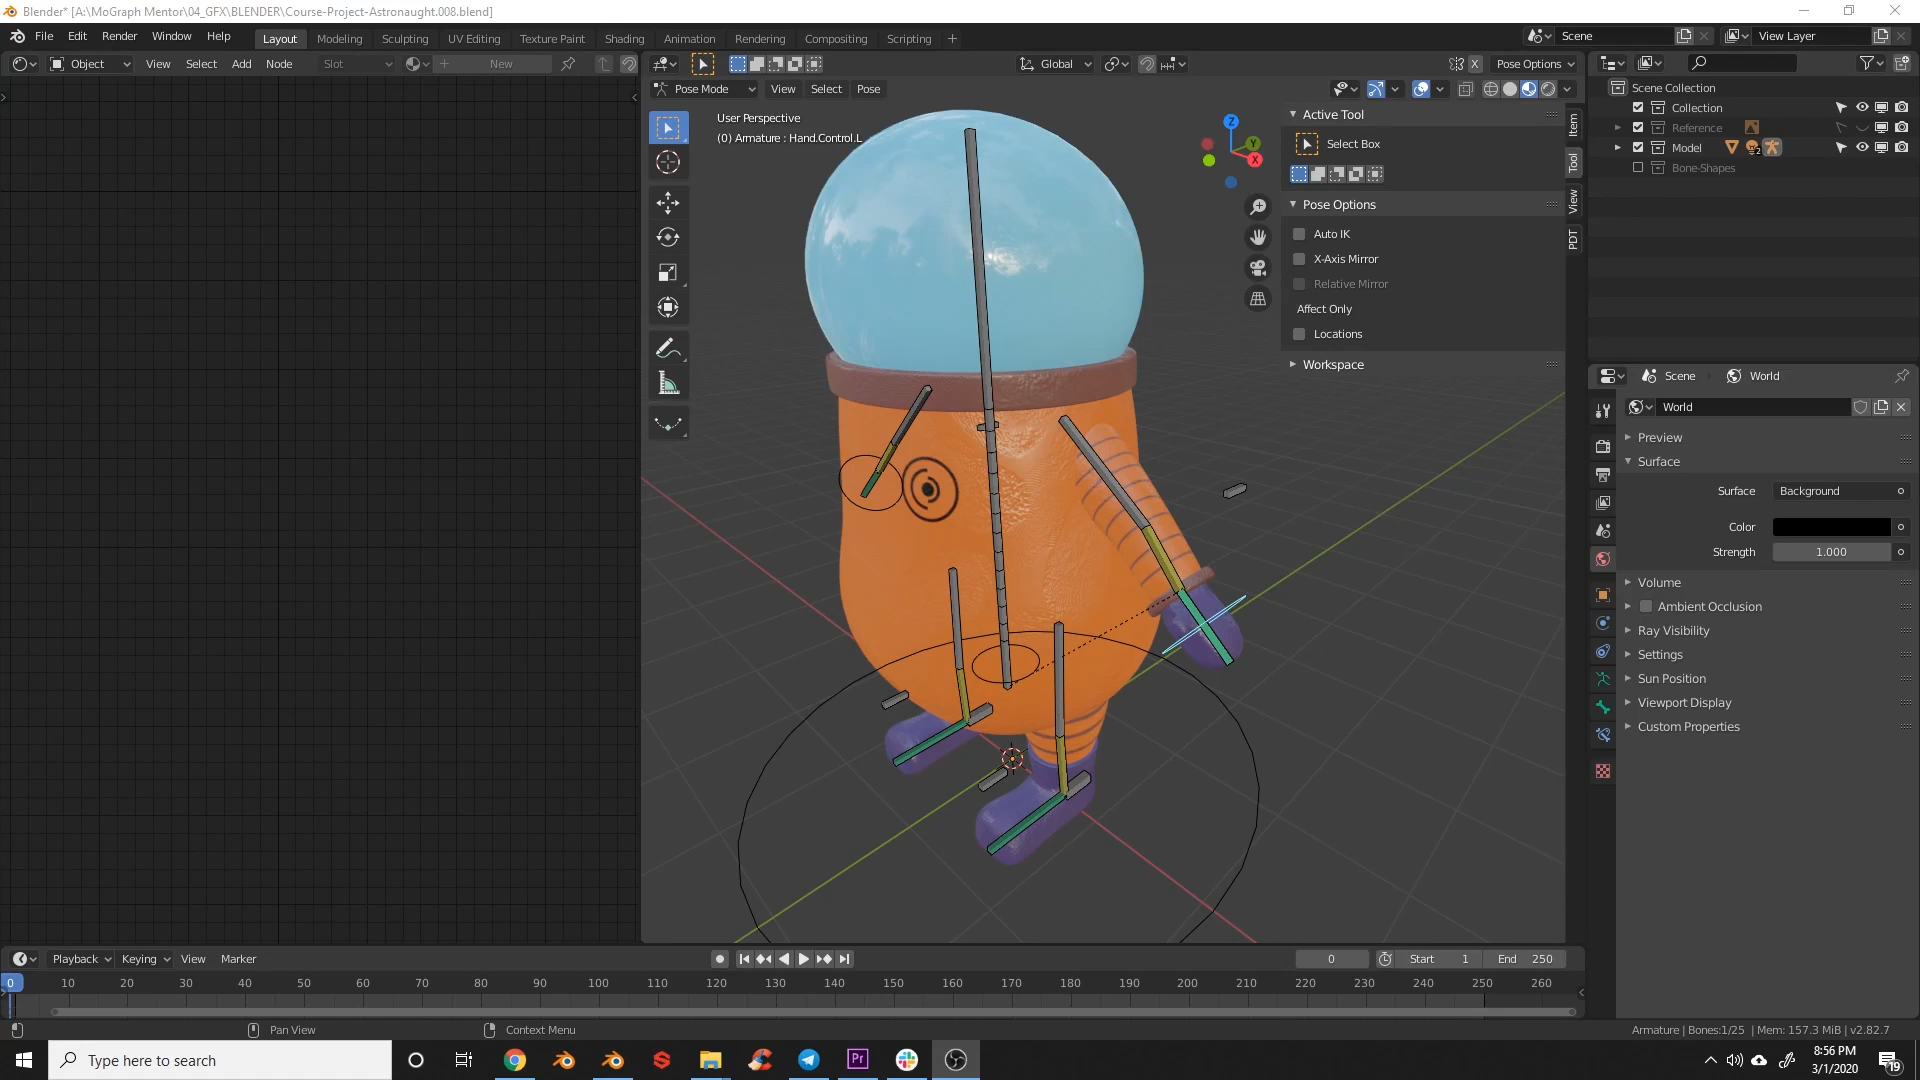 Blender* [A:\MoGraph Mentor\04_GFX\BLENDER\Course-Project-Astronaught.008.blend]
File Edit Render Window Help Layout Modeling Sculpting UV Editing Texture Paint Shading Animation Rendering Compositing Scripting + Scene View Layer
Object View Select Add Node Slot New Global X Pose Options
Pose Mode View Select Pose
User Perspective
(0) Armature : Hand.Control.L
Z
Y
X
Active Tool
Select Box
Pose Options
Auto IK
X-Axis Mirror
Relative Mirror
Affect Only
Locations
Workspace
Item
Tool
View
PDT
Scene Collection
Collection
Reference
Model 2
Bone-Shapes
Scene World
World
Preview
Surface
Surface Background
Color
Strength 1.000
Volume
Ambient Occlusion
Ray Visibility
Settings
Sun Position
Viewport Display
Custom Properties
Playback Keying View Marker 0 Start 1 End 250
0 10 20 30 40 50 60 70 80 90 100 110 120 130 140 150 160 170 180 190 200 210 220 230 240 250 260
Pan View Context Menu Armature | Bones:1/25 | Mem: 157.3 MiB | v2.82.7
Type here to search
Pr
8:56 PM
3/1/2020
19